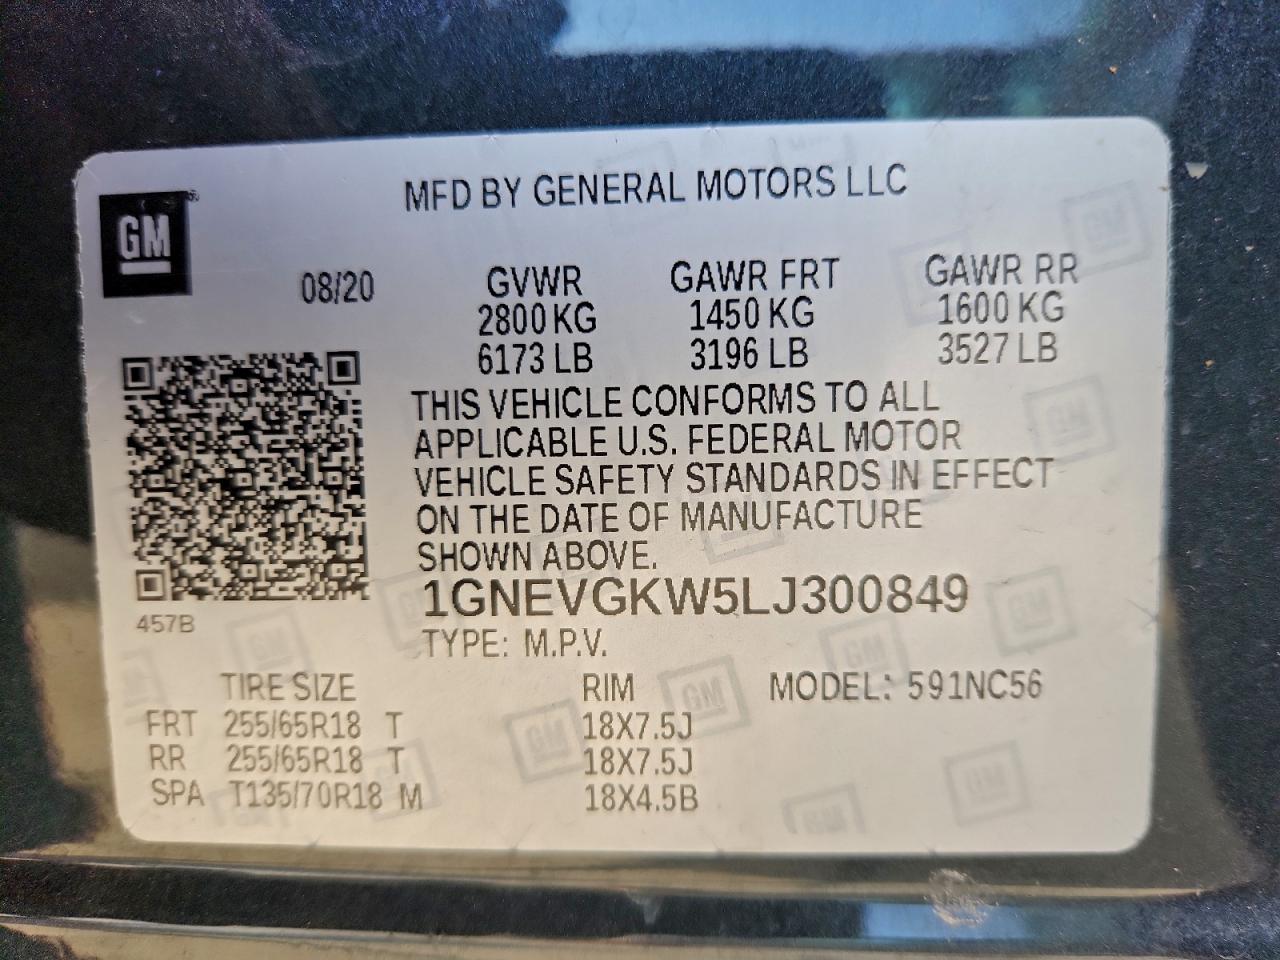 MFD BY GENERAL MOTORS LLC
GM
08/20 GVWR GAWR FRT GAWR RR
2800 KG 1450 KG 1600 KG
6173 LB 3196 LB 3527 LB
THIS VEHICLE CONFORMS TO ALL
APPLICABLE U.S. FEDERAL MOTOR
VEHICLE SAFETY STANDARDS IN EFFECT
ON THE DATE OF MANUFACTURE
SHOWN ABOVE.
1GNEVGKW5LJ300849
457B
TYPE: M.P.V.
TIRE SIZE RIM MODEL: 591NC56
FRT 255/65R18 T 18X7.5J
RR 255/65R18 T 18X7.5J
SPA T135/70R18 M 18X4.5B